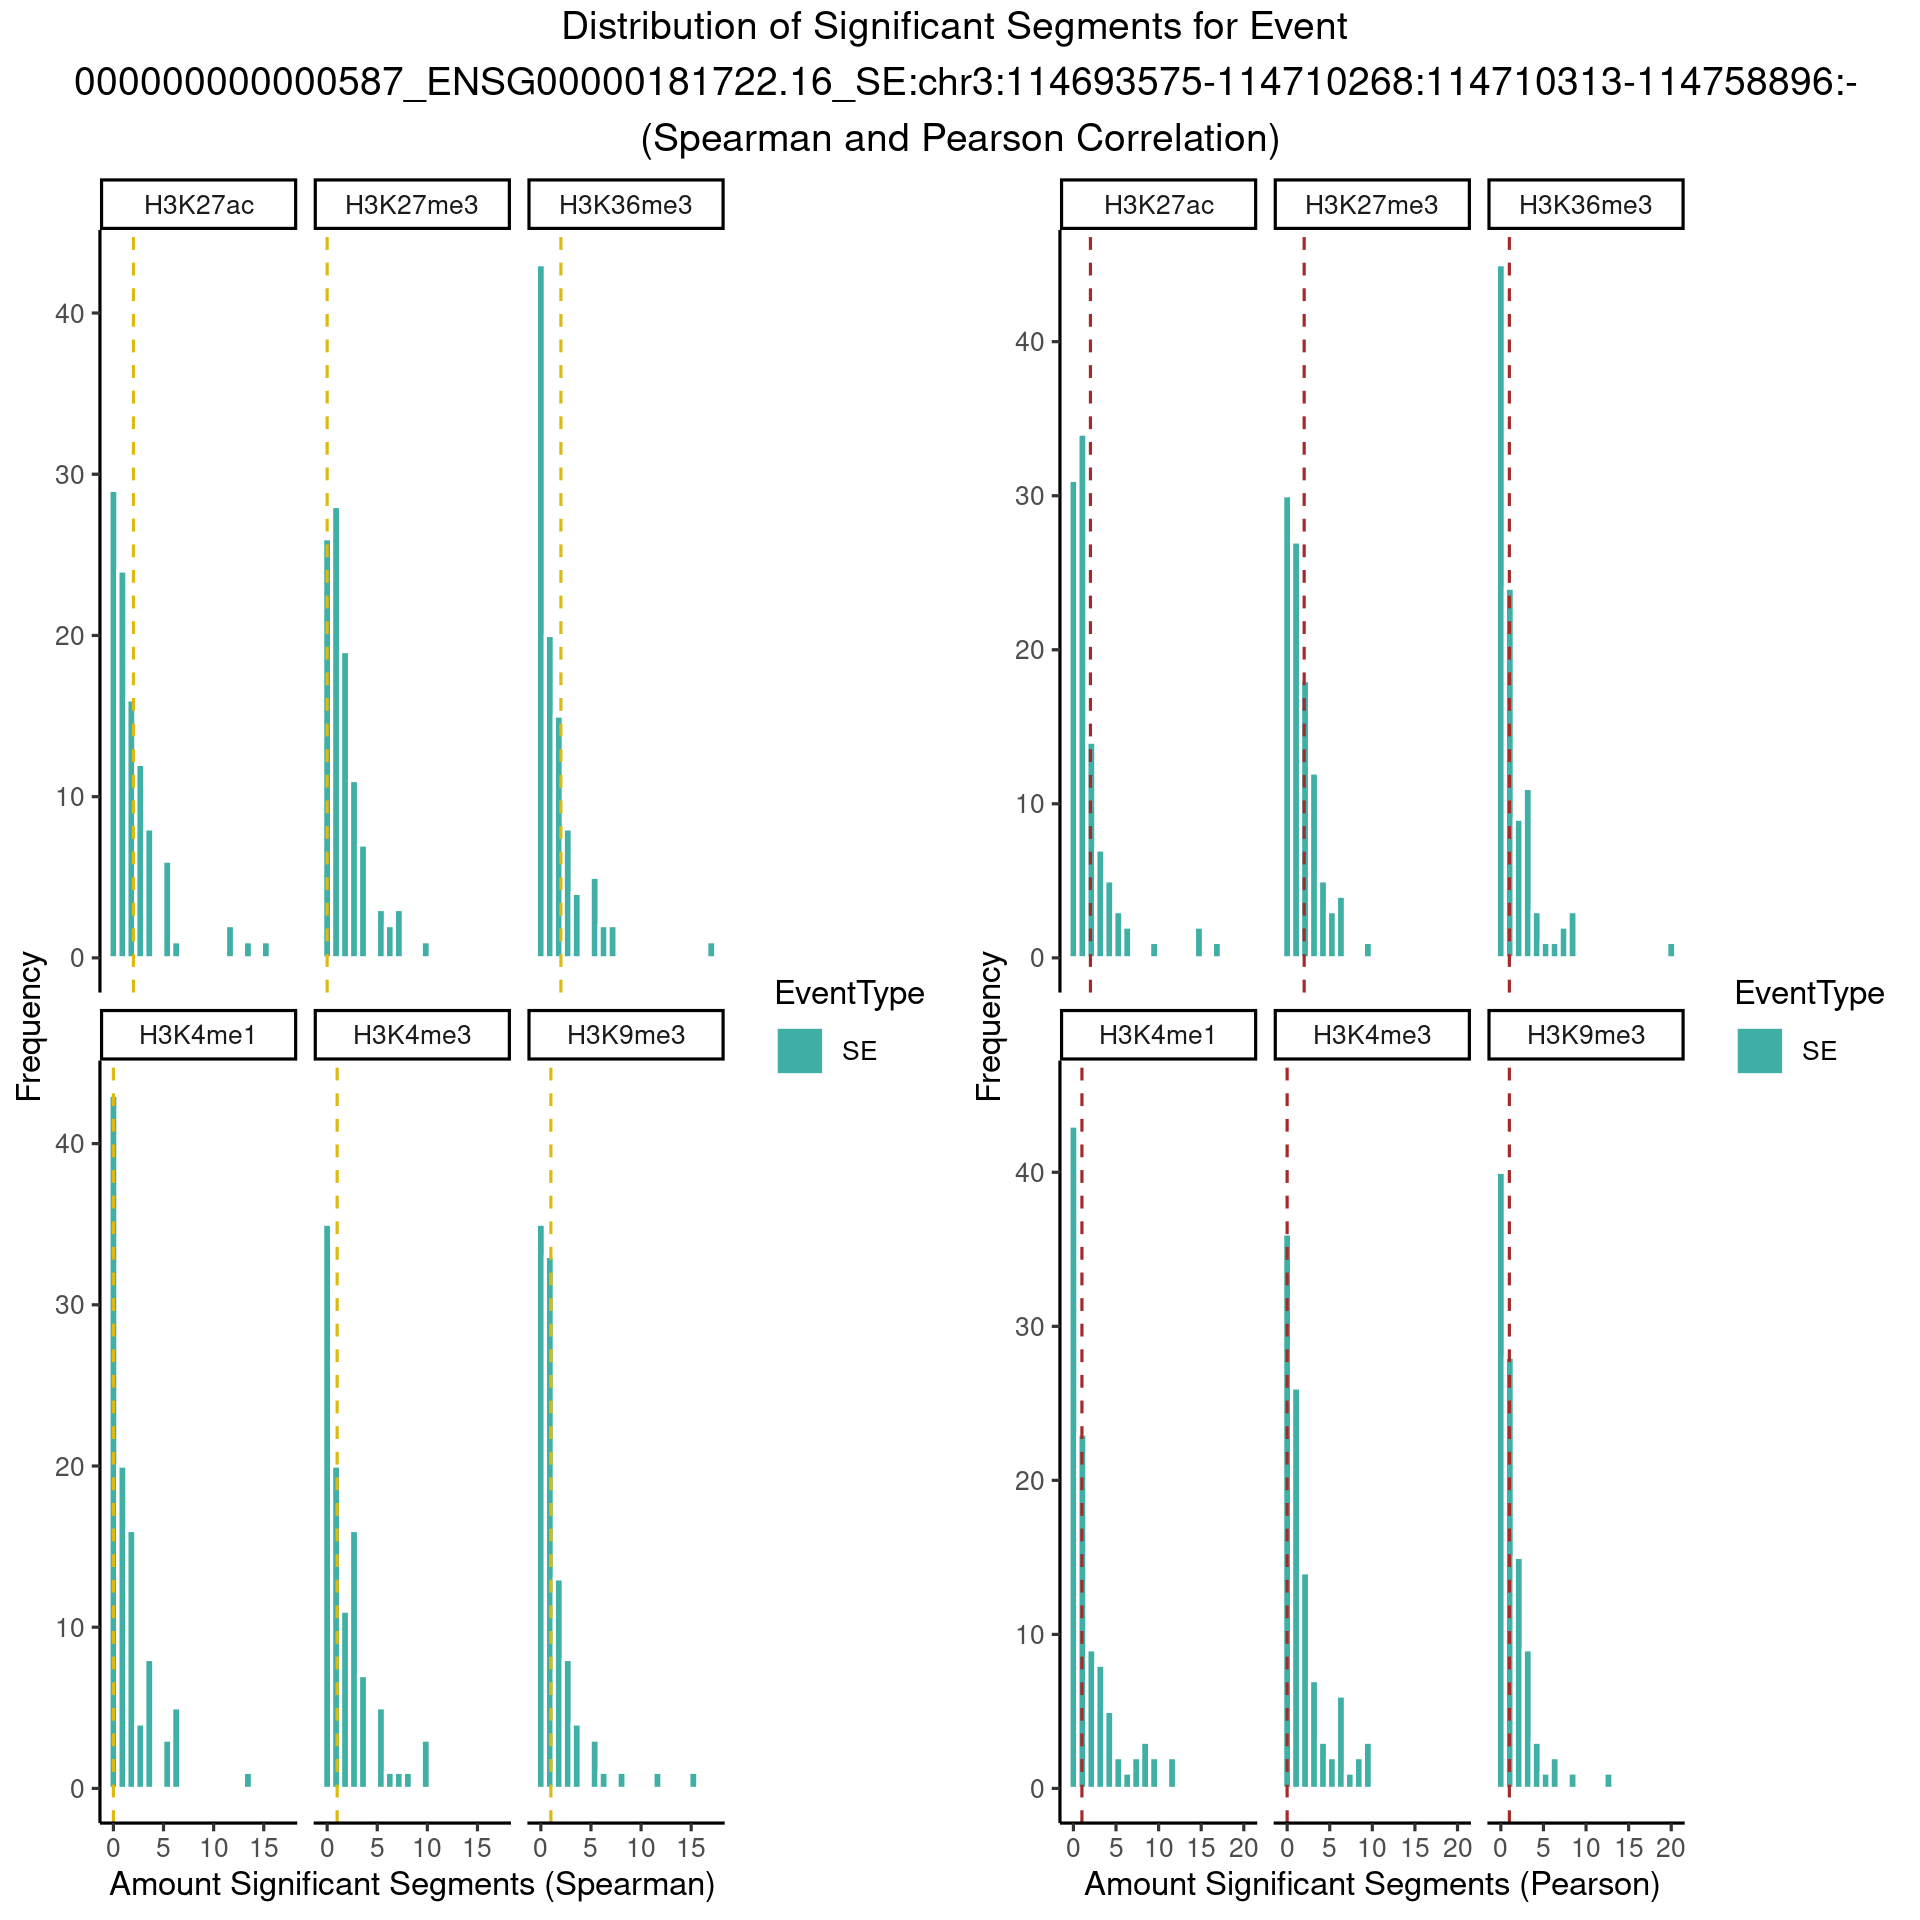 Distribution of Significant Segments for Event
000000000000587_ENSG00000181722.16_SE:chr3:114693575-114710268:114710313-114758896:-
(Spearman and Pearson Correlation)
H3K27ac H3K27me3 H3K36me3
40
30
20
10
0
H3K4me1 H3K4me3 H3K9me3
40
30
20
10
0
0 5 10 15 0 5 10 15 0 5 10 15
Frequency
Amount Significant Segments (Spearman)
EventType
SE
H3K27ac H3K27me3 H3K36me3
40
30
20
10
0
H3K4me1 H3K4me3 H3K9me3
40
30
20
10
0
0 5 10 15 20 0 5 10 15 20 0 5 10 15 20
Frequency
Amount Significant Segments (Pearson)
EventType
SE